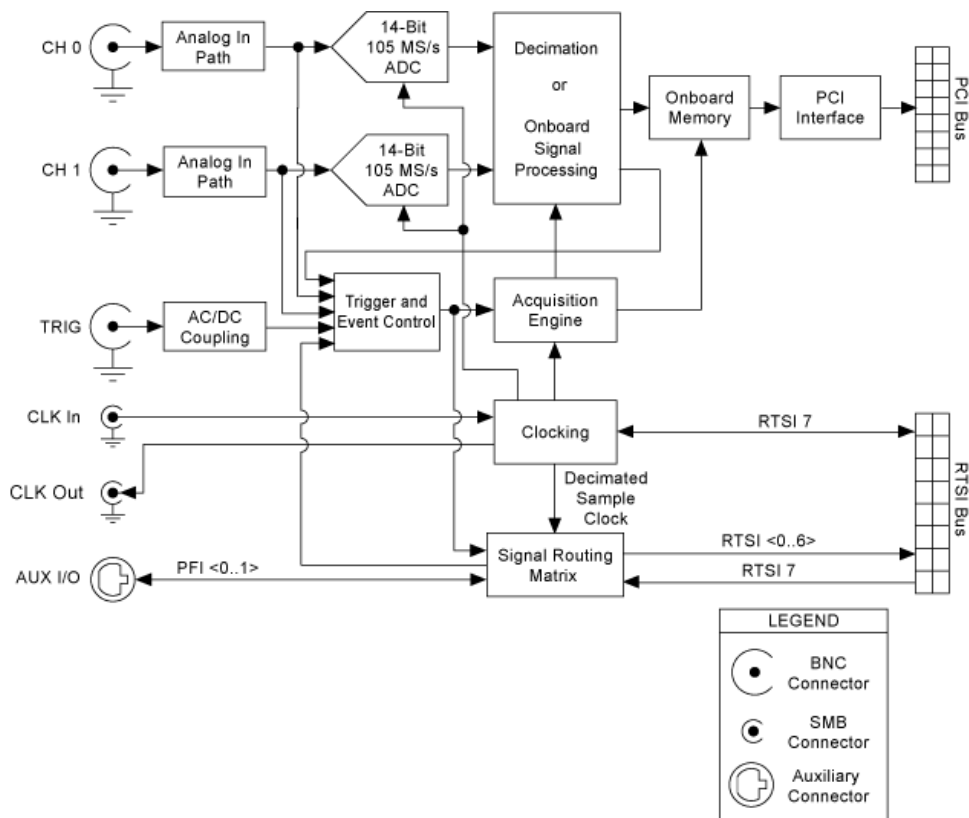 CH 0
Analog In
Path
14-Bit
105 MS/s
ADC
Decimation
or
Onboard
Signal
Processing
Onboard
Memory
PCI
Interface
PCI Bus
CH 1
Analog In
Path
14-Bit
105 MS/s
ADC
TRIG
AC/DC
Coupling
Trigger and
Event Control
Acquisition
Engine
CLK In
Clocking
RTSI 7
RTSI Bus
CLK Out
Decimated
Sample
Clock
AUX I/O
PFI <0..1>
Signal Routing
Matrix
RTSI <0..6>
RTSI 7
LEGEND
BNC
Connector
SMB
Connector
Auxiliary
Connector